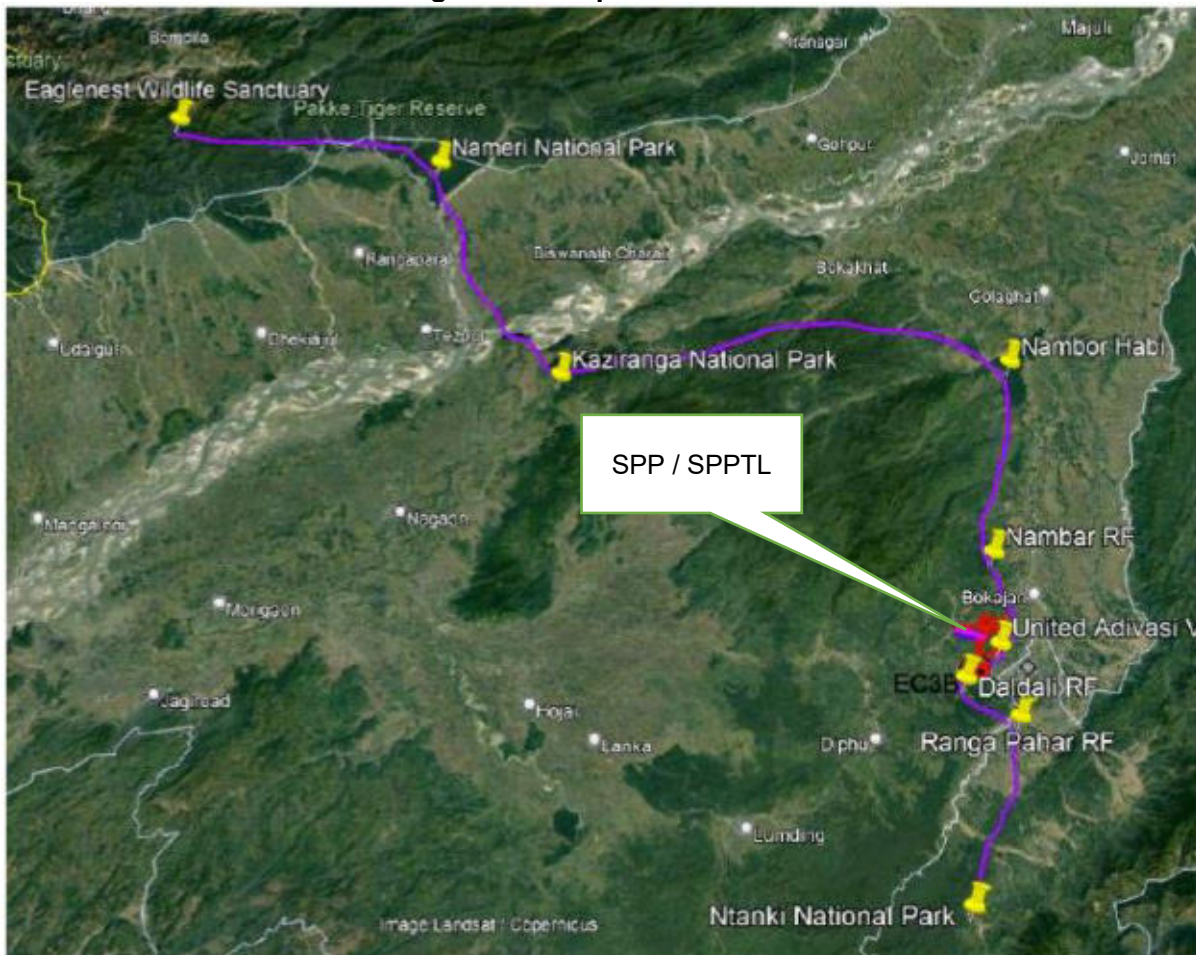 Bomdila
Itanagar
Majuli
Eaglenest Wildlife Sanctuary
Pakke Tiger Reserve
Nameri National Park
Gohpur
Jorhat
Rangapara
Biswanath Chariali
Bokakhat
Golaghat
Udalguri
Dhekiajuli
Tezpur
Kaziranga National Park
Nambor Habi
SPP / SPPTL
Mangaldoi
Nagaon
Nambar RF
Morigaon
Bokajan
United Adivasi V
EC3B
Daldali RF
Jagiroad
Hojai
Lanka
Diphu
Ranga Pahar RF
Lumding
Ntanki National Park
Image Landsat / Copernicus